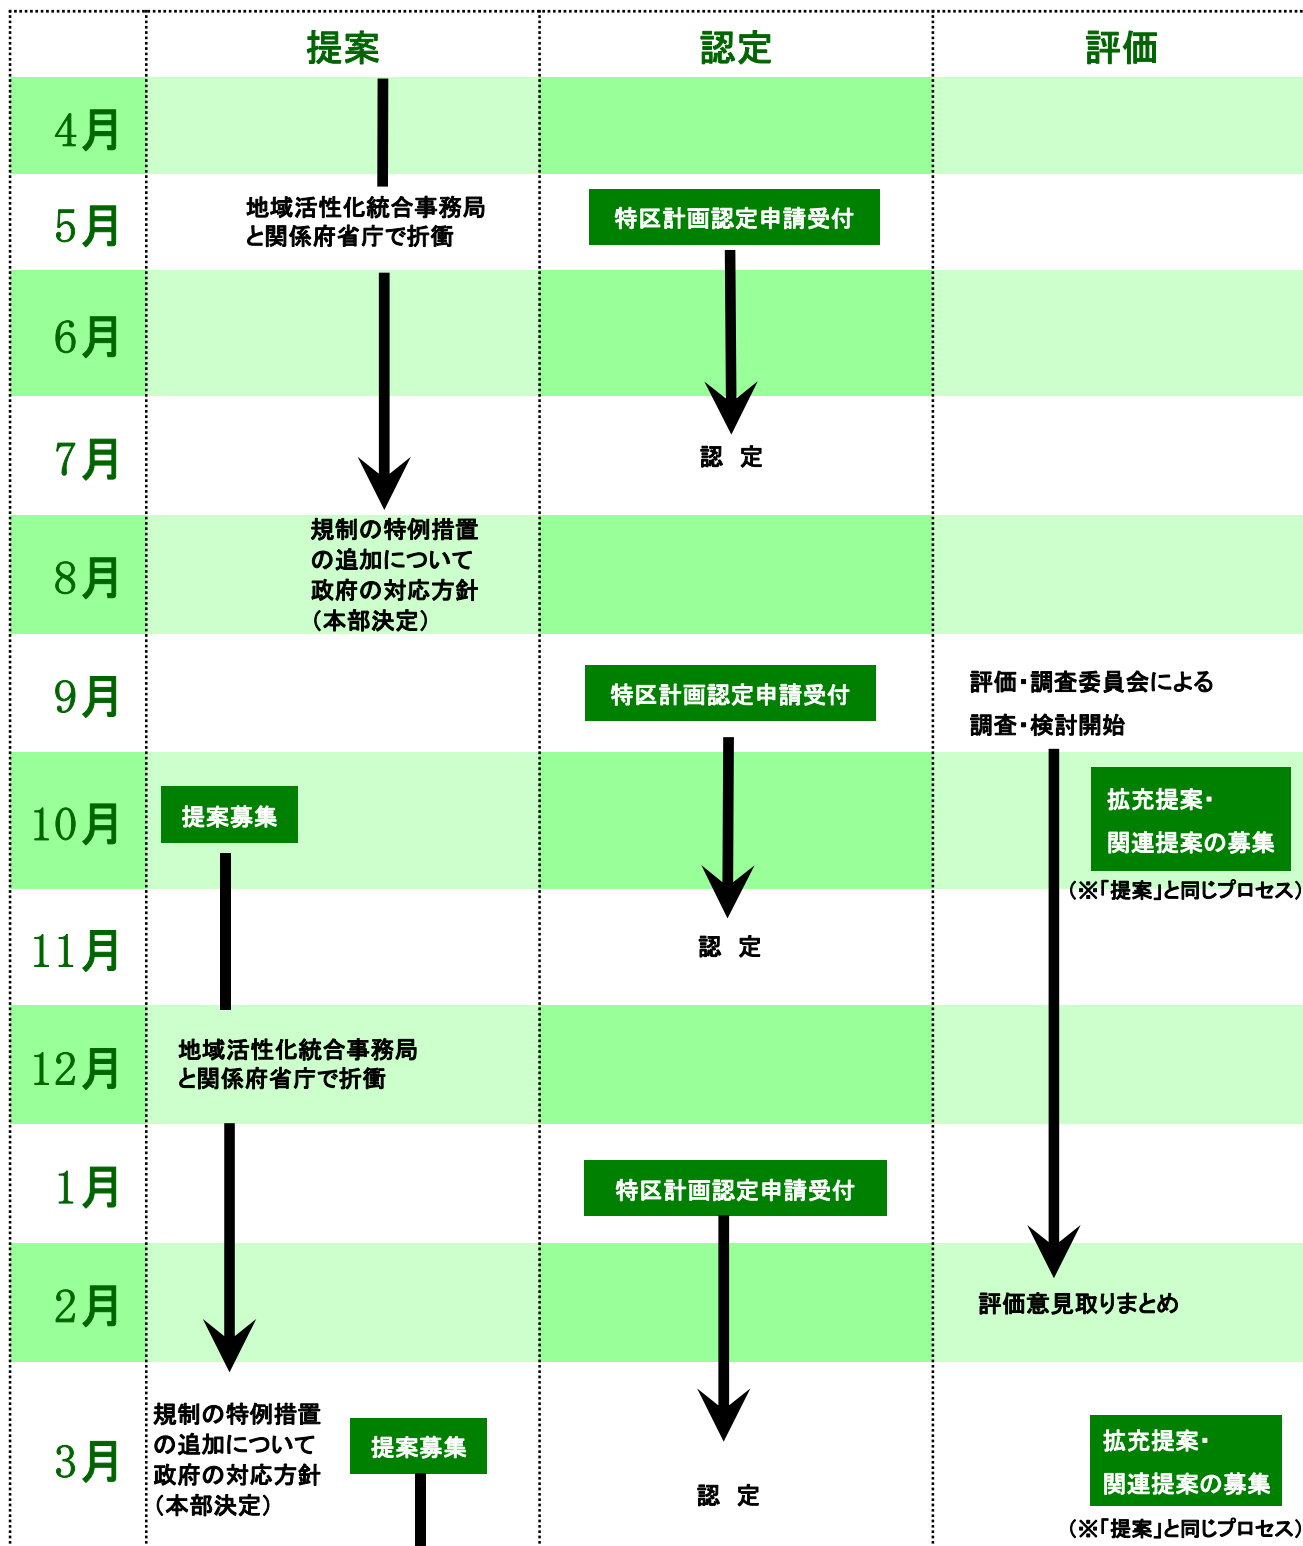 提案
認定
評価
4月
5月
地域活性化統合事務局
と関係府省庁で折衝
特区計画認定申請受付
6月
7月
認 定
規制の特例措置
の追加について
政府の対応方針
（本部決定）
8月
9月
特区計画認定申請受付
評価・調査委員会による
調査・検討開始
10月
提案募集
拡充提案・
関連提案の募集
（※「提案」と同じプロセス）
11月
認 定
12月
地域活性化統合事務局
と関係府省庁で折衝
1月
特区計画認定申請受付
2月
評価意見取りまとめ
3月
規制の特例措置
の追加について
政府の対応方針
（本部決定）
提案募集
認 定
拡充提案・
関連提案の募集
（※「提案」と同じプロセス）